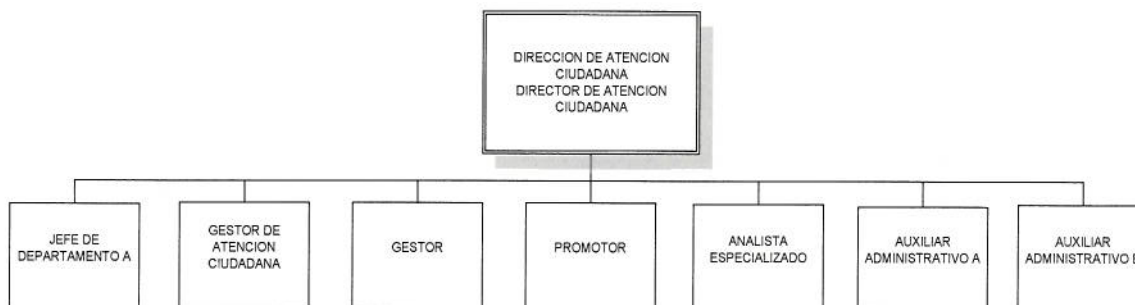 DIRECCION DE ATENCION
CIUDADANA
DIRECTOR DE ATENCION
CIUDADANA
JEFE DE
DEPARTAMENTO A
GESTOR DE
ATENCION
CIUDADANA
GESTOR
PROMOTOR
ANALISTA
ESPECIALIZADO
AUXILIAR
ADMINISTRATIVO A
AUXILIAR
ADMINISTRATIVO